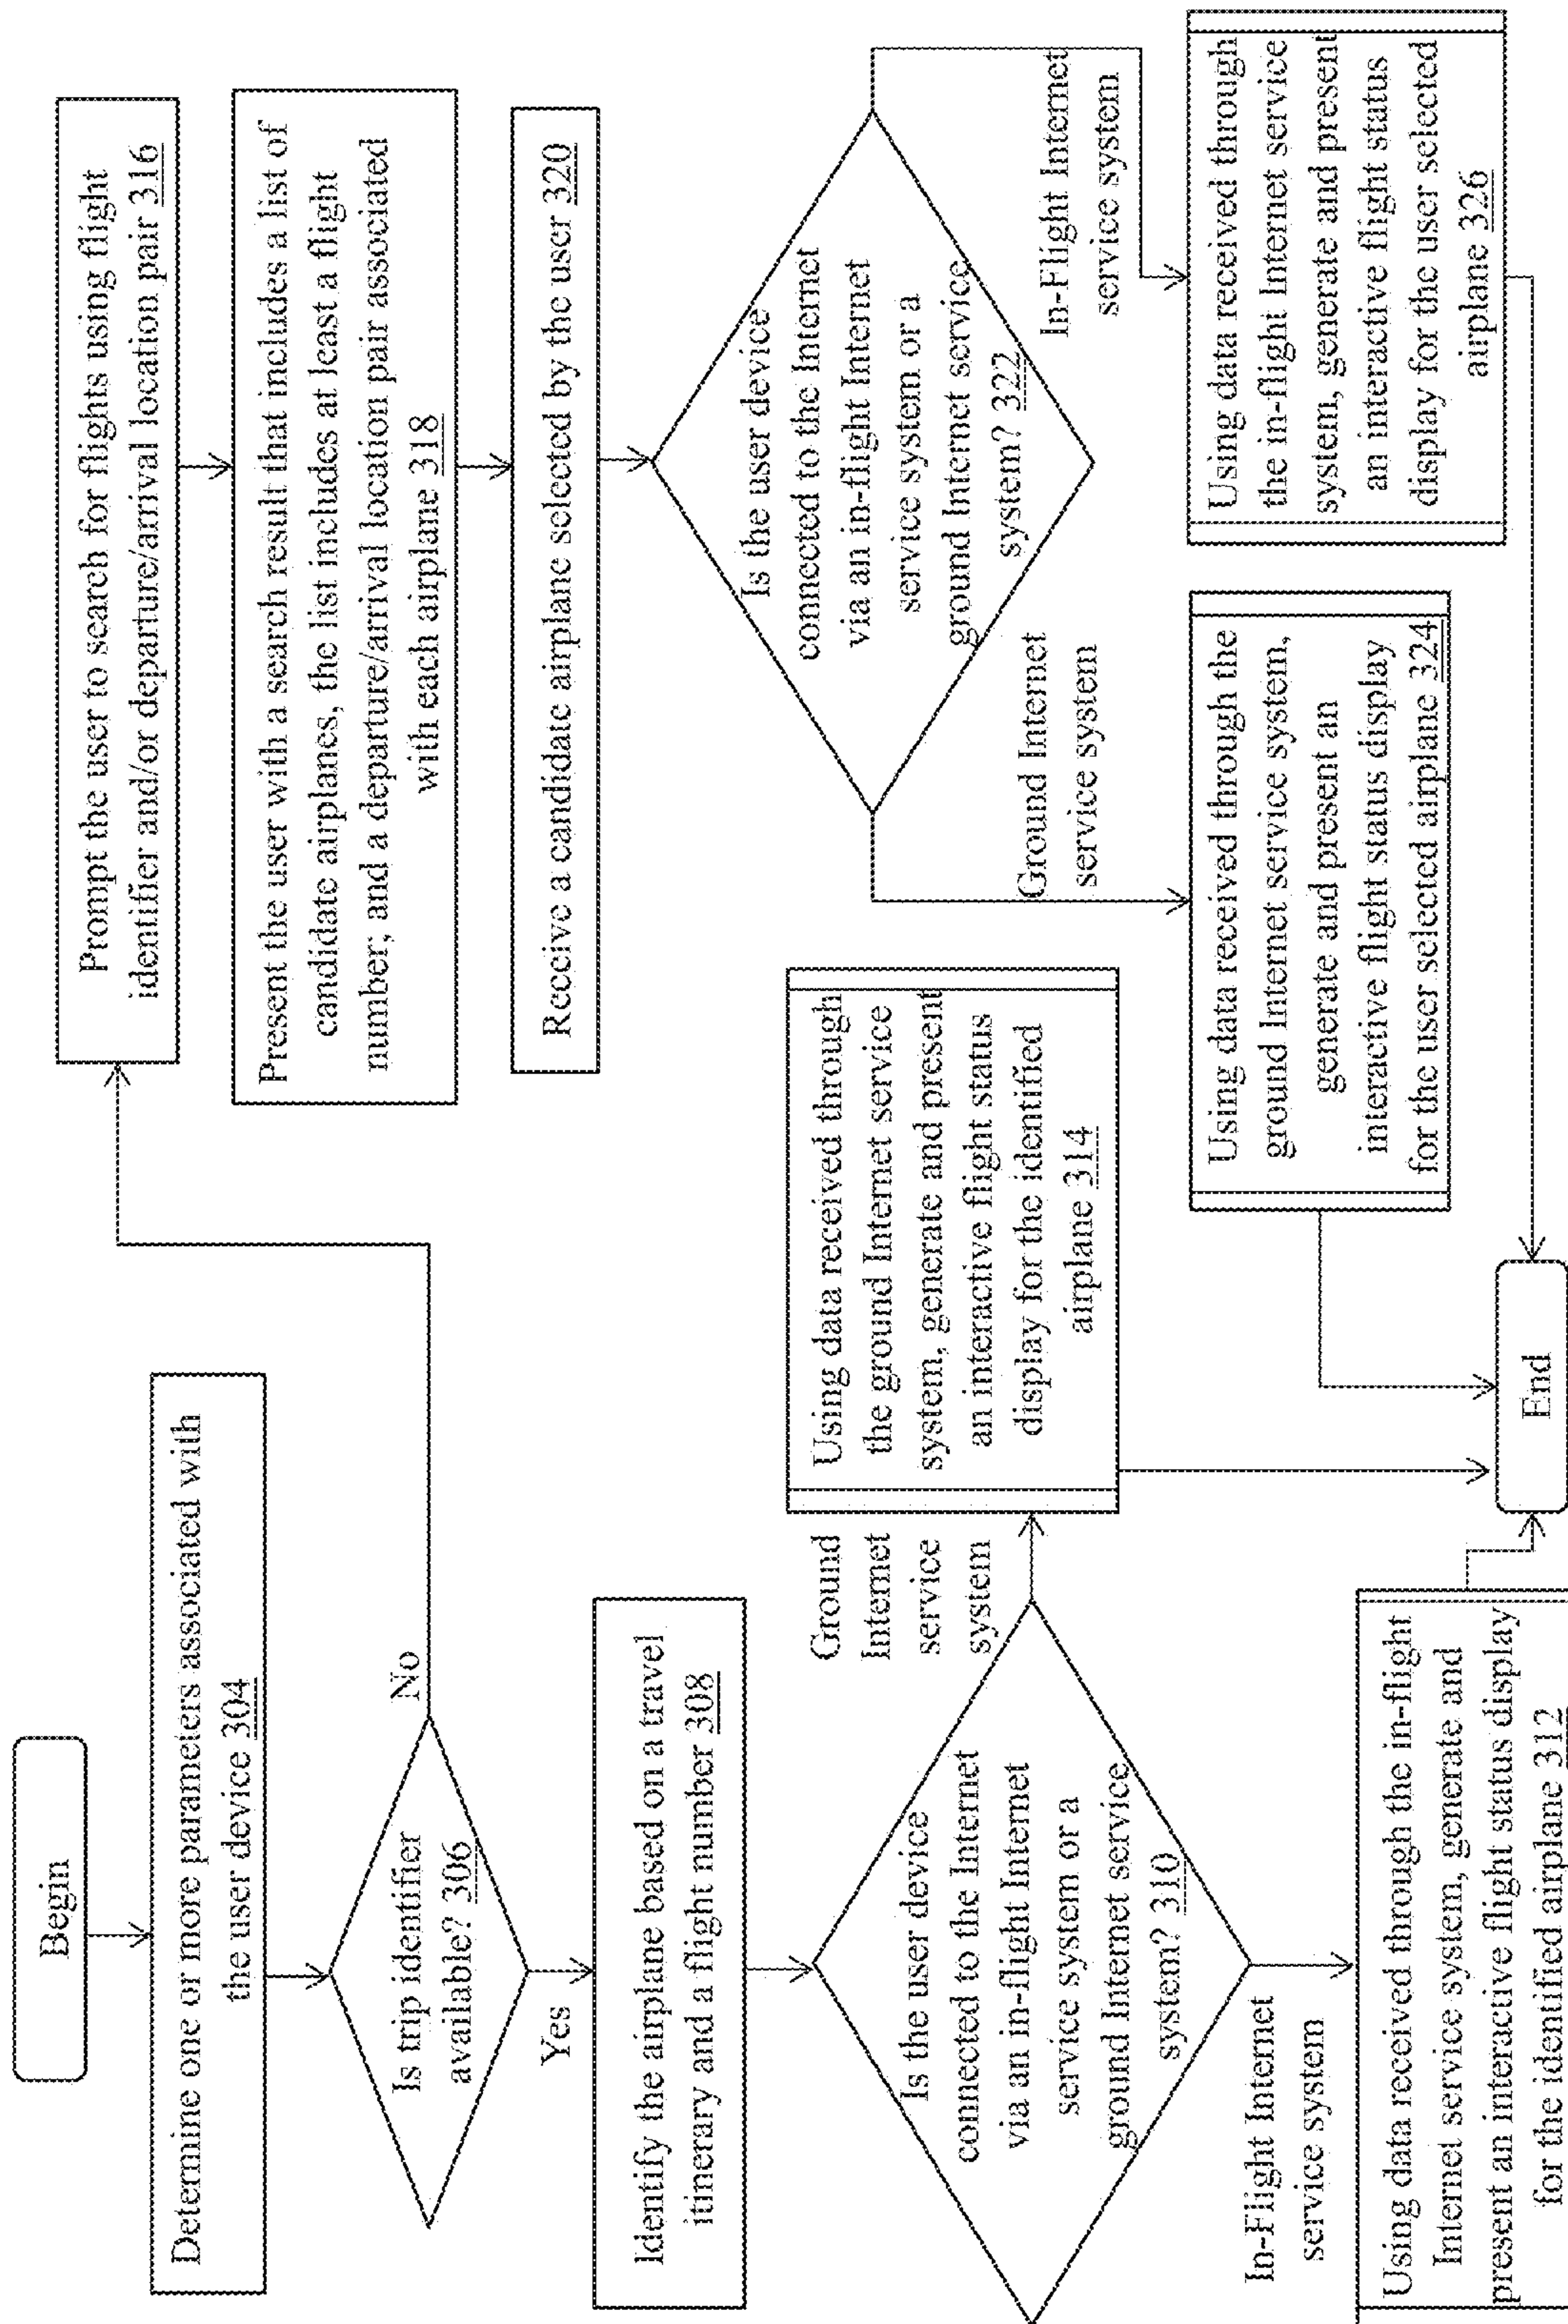 Begin
Determine one or more parameters associated with
the user device 304
Is trip identifier
available? 306
No
Yes
Identify the airplane based on a travel
itinerary and a flight number 308
Is the user device
connected to the Internet
via an in-flight Internet
service system or a
ground Internet service
system? 310
Ground
Internet
service
system
In-Flight Internet
service system
Using data received through the in-flight
Internet service system, generate and
present an interactive flight status display
for the identified airplane 312
Using data received through
the ground Internet service
system, generate and present
an interactive flight status
display for the identified
airplane 314
Prompt the user to search for flights using flight
identifier and/or departure/arrival location pair 316
Present the user with a search result that includes a list of
candidate airplanes, the list includes at least a flight
number; and a departure/arrival location pair associated
with each airplane 318
Receive a candidate airplane selected by the user 320
Is the user device
connected to the Internet
via an in-flight Internet
service system or a
ground Internet service
system? 322
Ground Internet
service system
In-Flight Internet
service system
Using data received through the
ground Internet service system,
generate and present an
interactive flight status display
for the user selected airplane 324
Using data received through
the in-flight Internet service
system, generate and present
an interactive flight status
display for the user selected
airplane 326
End